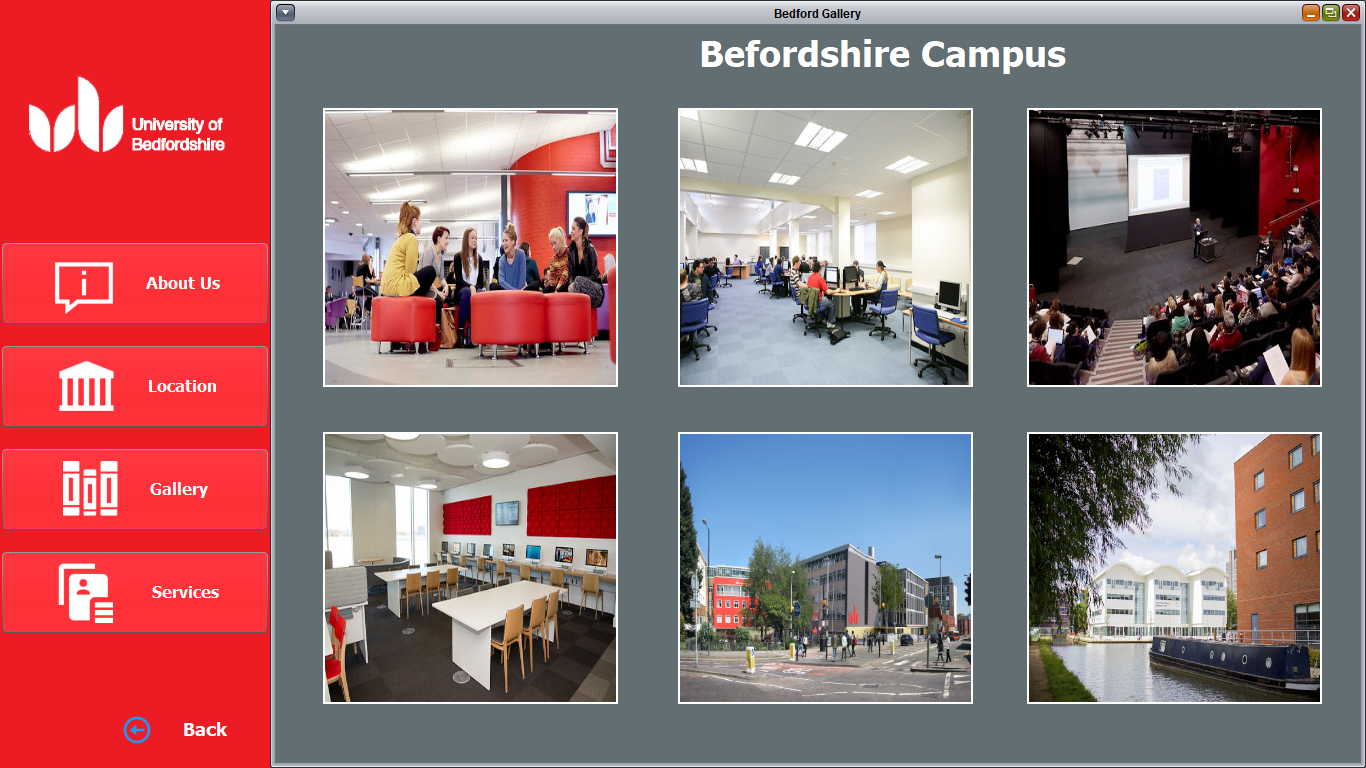 University of
Bedfordshire
About Us
Location
Gallery
Services
Back
Bedford Gallery
Befordshire Campus